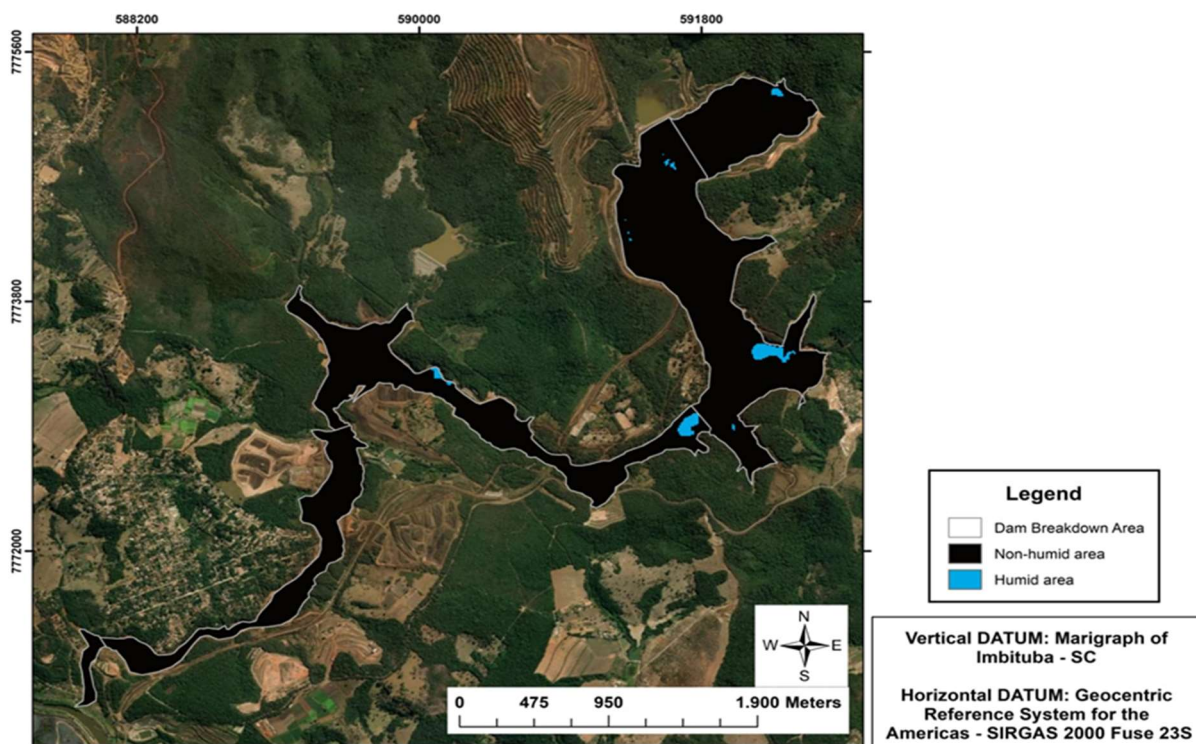 588200
590000
591800
7775600
7773800
7772000
N
W
E
S
0 475 950 1.900 Meters
Legend
Dam Breakdown Area
Non-humid area
Humid area
Vertical DATUM: Marigraph of
Imbituba - SC
Horizontal DATUM: Geocentric
Reference System for the
Americas - SIRGAS 2000 Fuse 23S